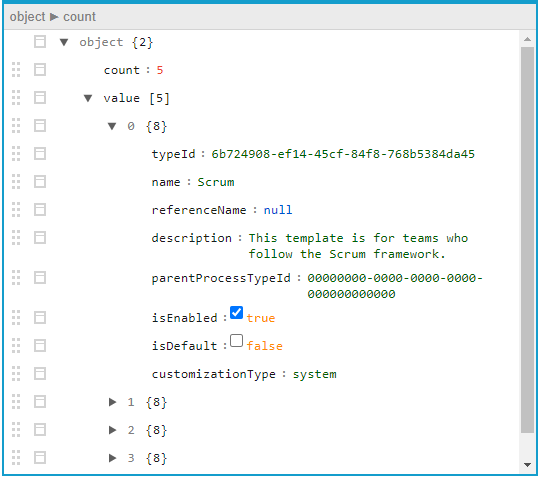 object ▶ count
object {2}
count : 5
value [5]
0 {8}
typeId : 6b724908-ef14-45cf-84f8-768b5384da45
name : Scrum
referenceName : null
description : This template is for teams who
follow the Scrum framework.
parentProcessTypeId : 00000000-0000-0000-0000-
000000000000
isEnabled : true
isDefault : false
customizationType : system
1 {8}
2 {8}
3 {8}